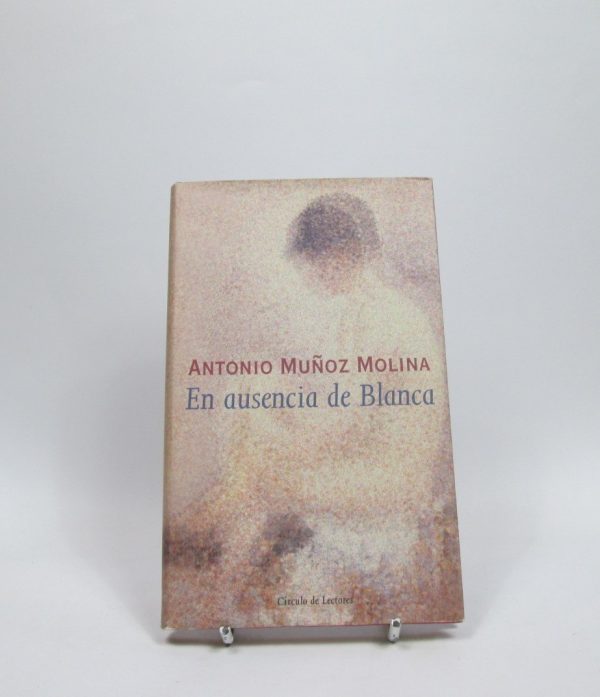 ANTONIO MUÑOZ MOLINA
En ausencia de Blanca
Círculo de Lectores